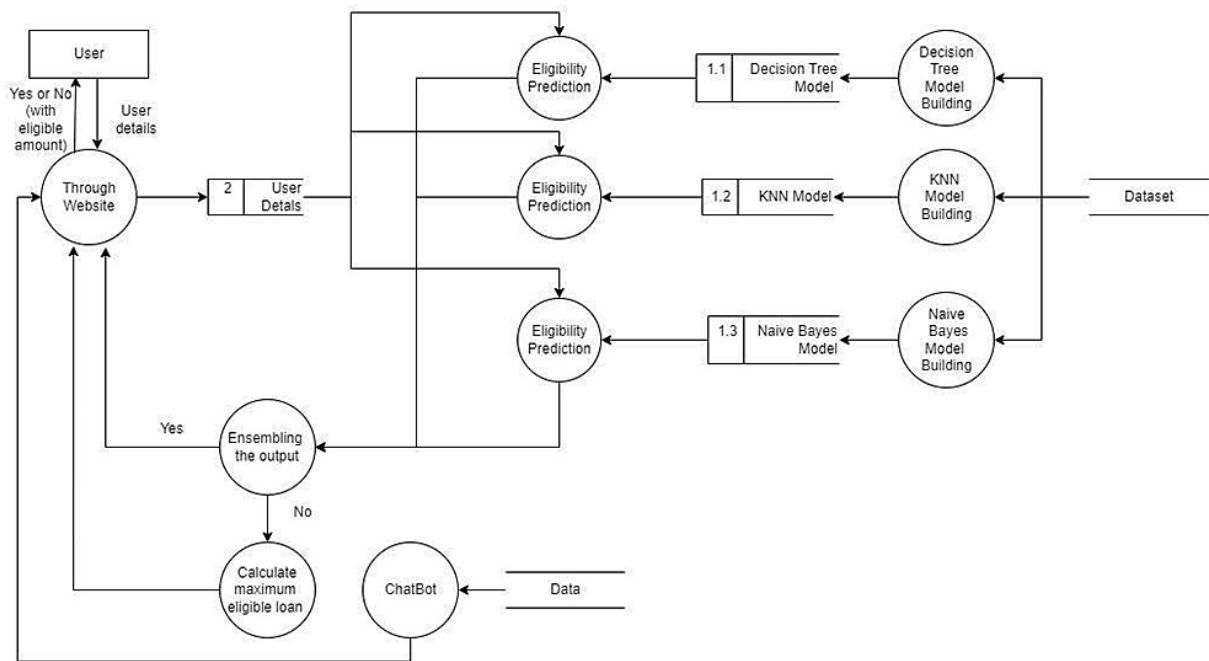 User
Yes or No
(with
eligible
amount)
User
details
Through
Website
2
User
Detals
Eligibility
Prediction
1.1
Decision Tree
Model
Decision
Tree
Model
Building
Eligibility
Prediction
1.2
KNN Model
KNN
Model
Building
Dataset
Eligibility
Prediction
1.3
Naive Bayes
Model
Naive
Bayes
Model
Building
Yes
Ensembling
the output
No
Calculate
maximum
eligible loan
ChatBot
Data